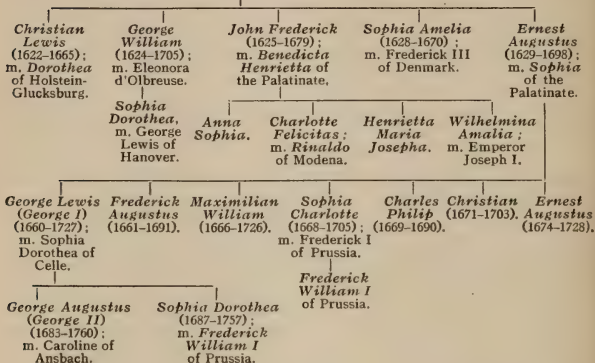 Christian
Lewis
(1622–1665);
m. Dorothea
of Holstein-
Glucksburg.
George
William
(1624–1705);
m. Eleonora
d'Olbreuse.
John Frederick
(1625–1679);
m. Benedicta
Henrietta of
the Palatinate.
Sophia Amelia
(1628–1670);
m. Frederick III
of Denmark.
Ernest
Augustus
(1629–1698);
m. Sophia
of the
Palatinate.
Sophia
Dorothea,
m. George
Lewis of
Hanover.
Anna
Sophia.
Charlotte
Felicitas;
m. Rinaldo
of Modena.
Henrietta
Maria
Josepha.
Wilhelmina
Amalia;
m. Emperor
Joseph I.
George Lewis
(George I)
(1660–1727);
m. Sophia
Dorothea of
Celle.
Frederick
Augustus
(1661–1691).
Maximilian
William
(1666–1726).
Sophia
Charlotte
(1668–1705);
m. Frederick I
of Prussia.
Charles
Philip
(1669–1690).
Christian
(1671–1703).
Ernest
Augustus
(1674–1728).
Frederick
William I
of Prussia.
George Augustus
(George II)
(1683–1760);
m. Caroline of
Ansbach.
Sophia Dorothea
(1687–1757);
m. Frederick
William I
of Prussia.